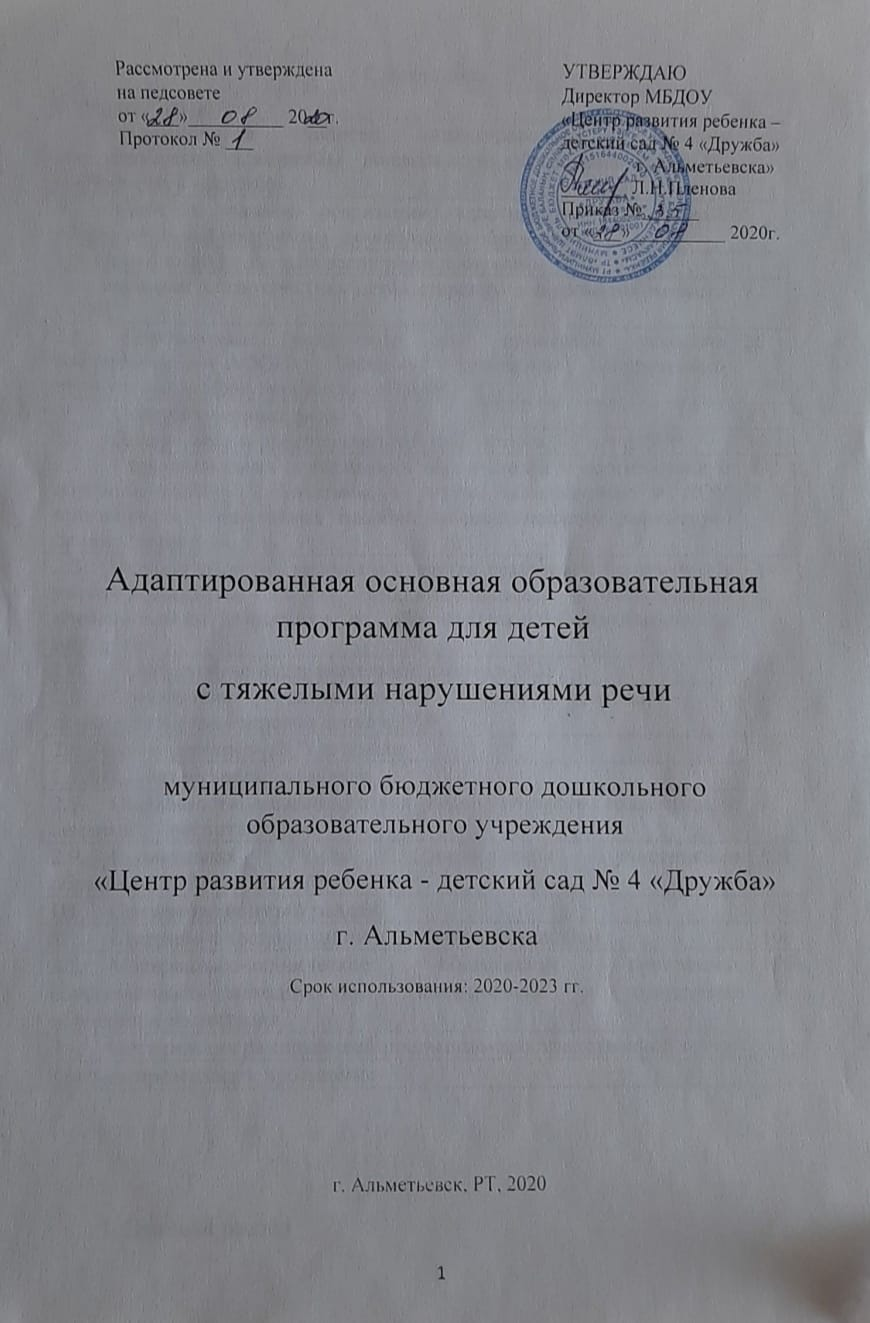 Рассмотрена и утверждена
на педсовете
от «28» 08 2020г.
Протокол № 1
УТВЕРЖДАЮ
Директор МБДОУ
«Центр развития ребенка –
детский сад № 4 «Дружба»
г. Альметьевска»
Л.Н.Пленова
Приказ № 35
от «28» 08 2020г.
Адаптированная основная образовательная
программа для детей
с тяжелыми нарушениями речи
муниципального бюджетного дошкольного
образовательного учреждения
«Центр развития ребенка - детский сад № 4 «Дружба»
г. Альметьевска
Срок использования: 2020-2023 гг.
г. Альметьевск, РТ, 2020
1